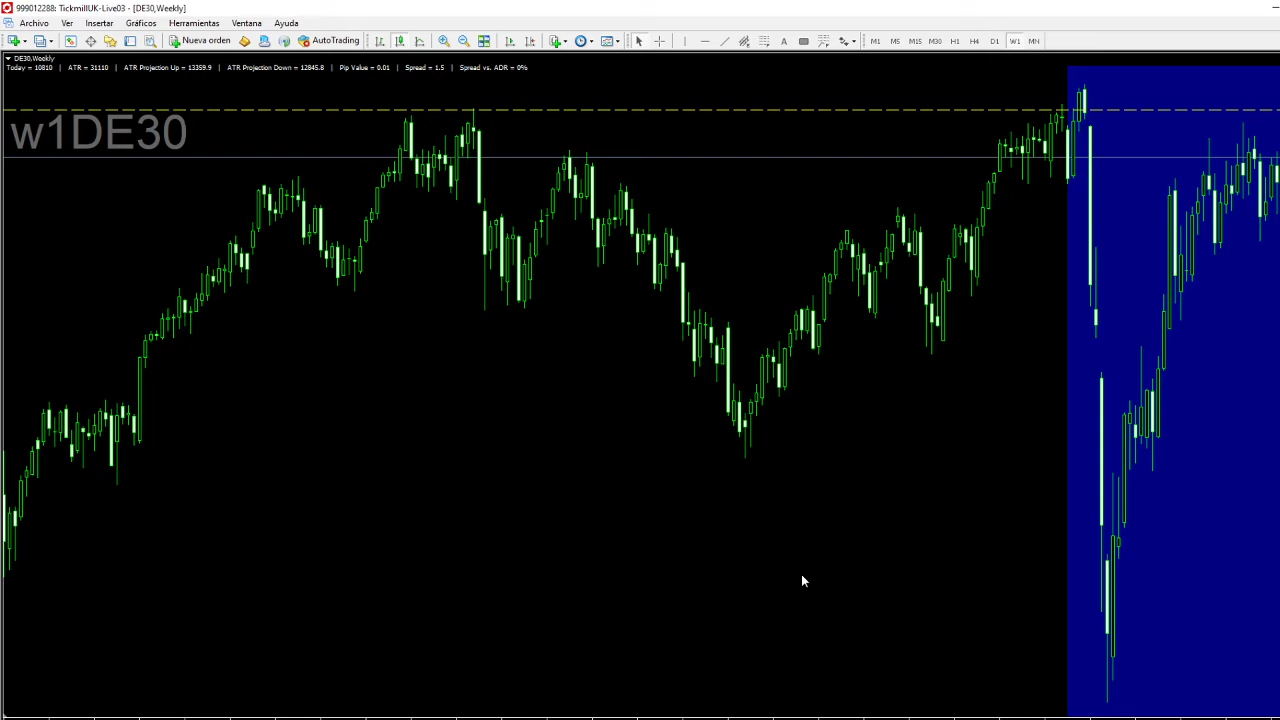 999012288: TickmillUK-Live03 - [DE30,Weekly]
Archivo Ver Insertar Gráficos Herramientas Ventana Ayuda
Nueva orden AutoTrading A M1 M5 M15 M30 H1 H4 D1 W1 MN
DE30,Weekly
Today = 10810 | ATR = 31110 | ATR Projection Up = 13359.9 | ATR Projection Down = 12845.8 | Pip Value = 0.01 | Spread = 1.5 | Spread vs. ADR = 0%
w1DE30